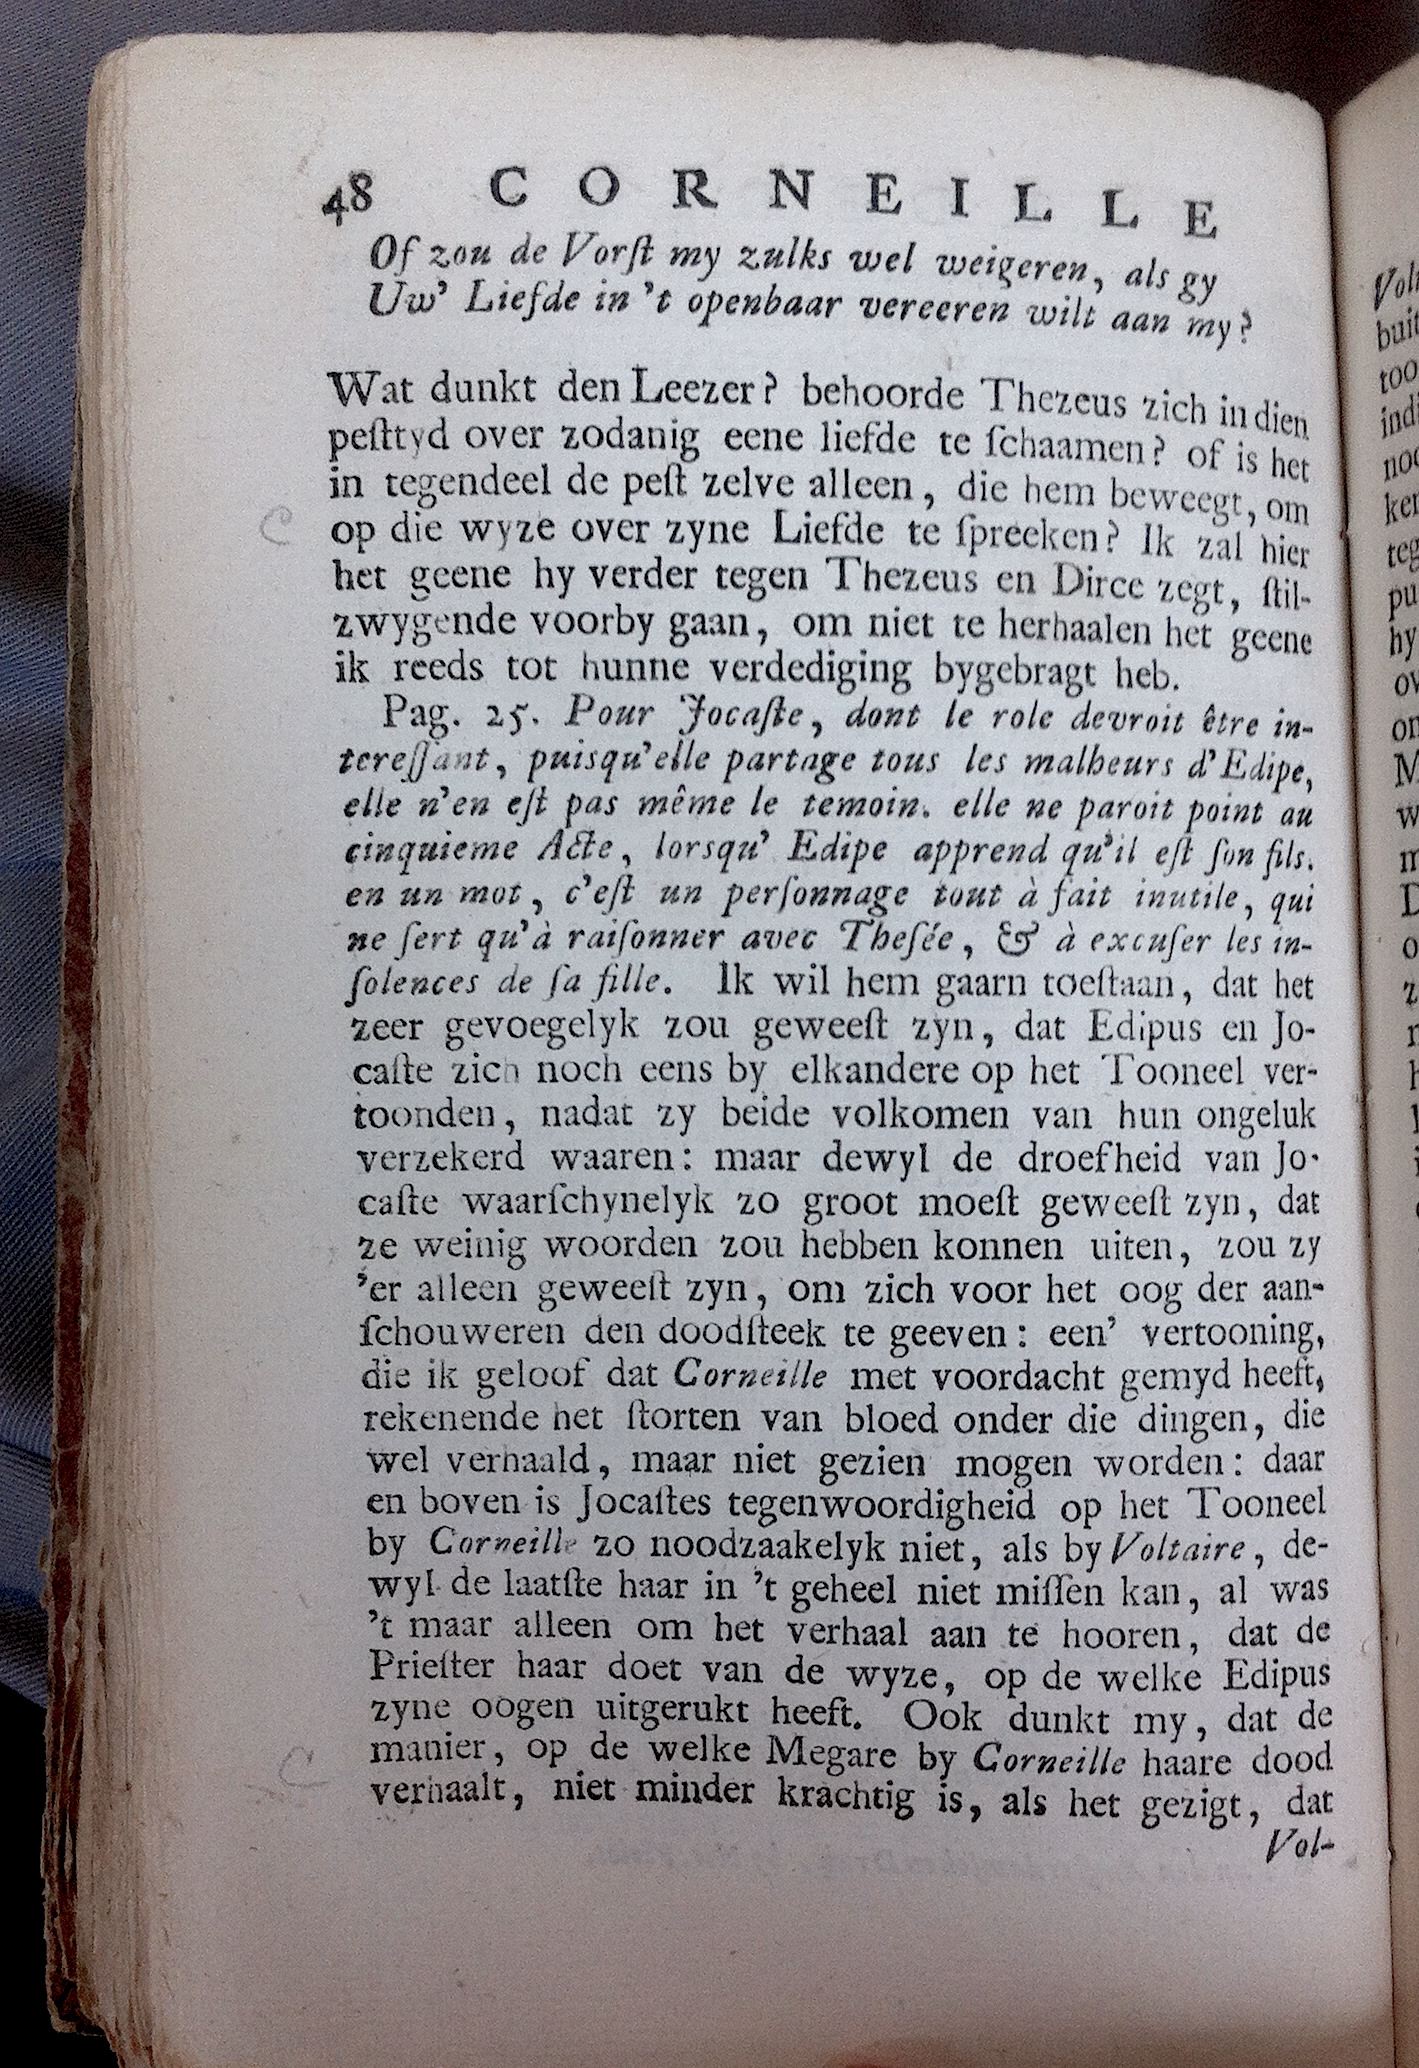 48 CORNEILLE
Of zou de Vorſt my zulks wel weigeren, als gy
Uw' Liefde in 't openbaar vereeren wilt aan my?
Wat dunkt den Leezer? behoorde Thezeus zich in dien
peſttyd over zodanig eene liefde te ſchaamen? of is het
in tegendeel de peſt zelve alleen, die hem beweegt, om
op die wyze over zyne Liefde te ſpreeken? Ik zal hier
het geene hy verder tegen Thezeus en Dirce zegt, ſtil-
zwygende voorby gaan, om niet te herhaalen het geene
ik reeds tot hunne verdediging bygebragt heb.
Pag. 25. Pour Jocaſte, dont le role devroit être in-
tereſſant, puisqu'elle partage tous les malheurs d'Edipe,
elle n'en eſt pas même le temoin. elle ne paroit point au
cinquieme Acte, lorsqu' Edipe apprend qu'il eſt ſon fils.
en un mot, c'eſt un perſonnage tout à fait inutile, qui
ne ſert qu'à raiſonner avec Theſée, & à excuſer les in-
ſolences de ſa fille. Ik wil hem gaarn toeſtaan, dat het
zeer gevoegelyk zou geweeſt zyn, dat Edipus en Jo-
caſte zich noch eens by elkandere op het Tooneel ver-
toonden, nadat zy beide volkomen van hun ongeluk
verzekerd waaren: maar dewyl de droefheid van Jo-
caſte waarſchynelyk zo groot moeſt geweeſt zyn, dat
ze weinig woorden zou hebben konnen uiten, zou zy
'er alleen geweeſt zyn, om zich voor het oog der aan-
ſchouweren den doodſteek te geeven: een' vertooning,
die ik geloof dat Corneille met voordacht gemyd heeft,
rekenende het ſtorten van bloed onder die dingen, die
wel verhaald, maar niet gezien mogen worden: daar
en boven is Jocaſtes tegenwoordigheid op het Tooneel
by Corneille zo noodzaakelyk niet, als by Voltaire, de-
wyl de laatſte haar in 't geheel niet miſſen kan, al was
't maar alleen om het verhaal aan te hooren, dat de
Prieſter haar doet van de wyze, op de welke Edipus
zyne oogen uitgerukt heeft. Ook dunkt my, dat de
manier, op de welke Megare by Corneille haare dood
verhaalt, niet minder krachtig is, als het gezigt, dat
Vol-